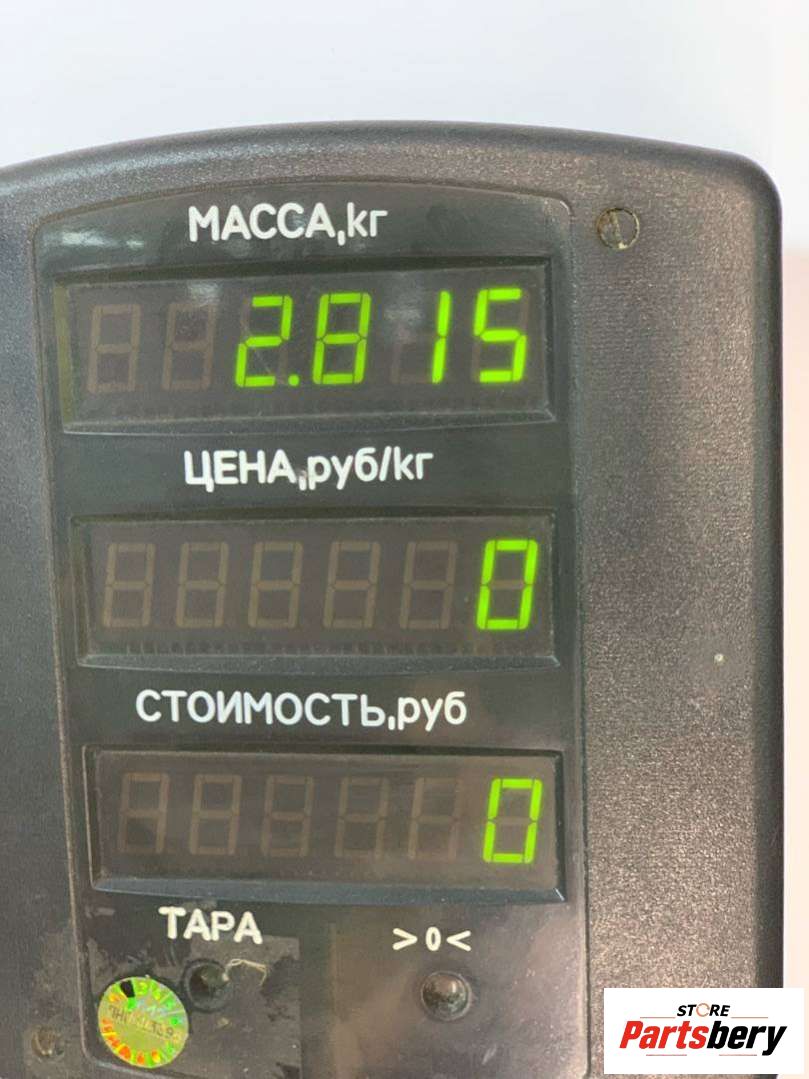 МАССА,кг
2.815
ЦЕНА,руб/кг
0
СТОИМОСТЬ,руб
0
ТАРА >0<
STORE
Partsbery